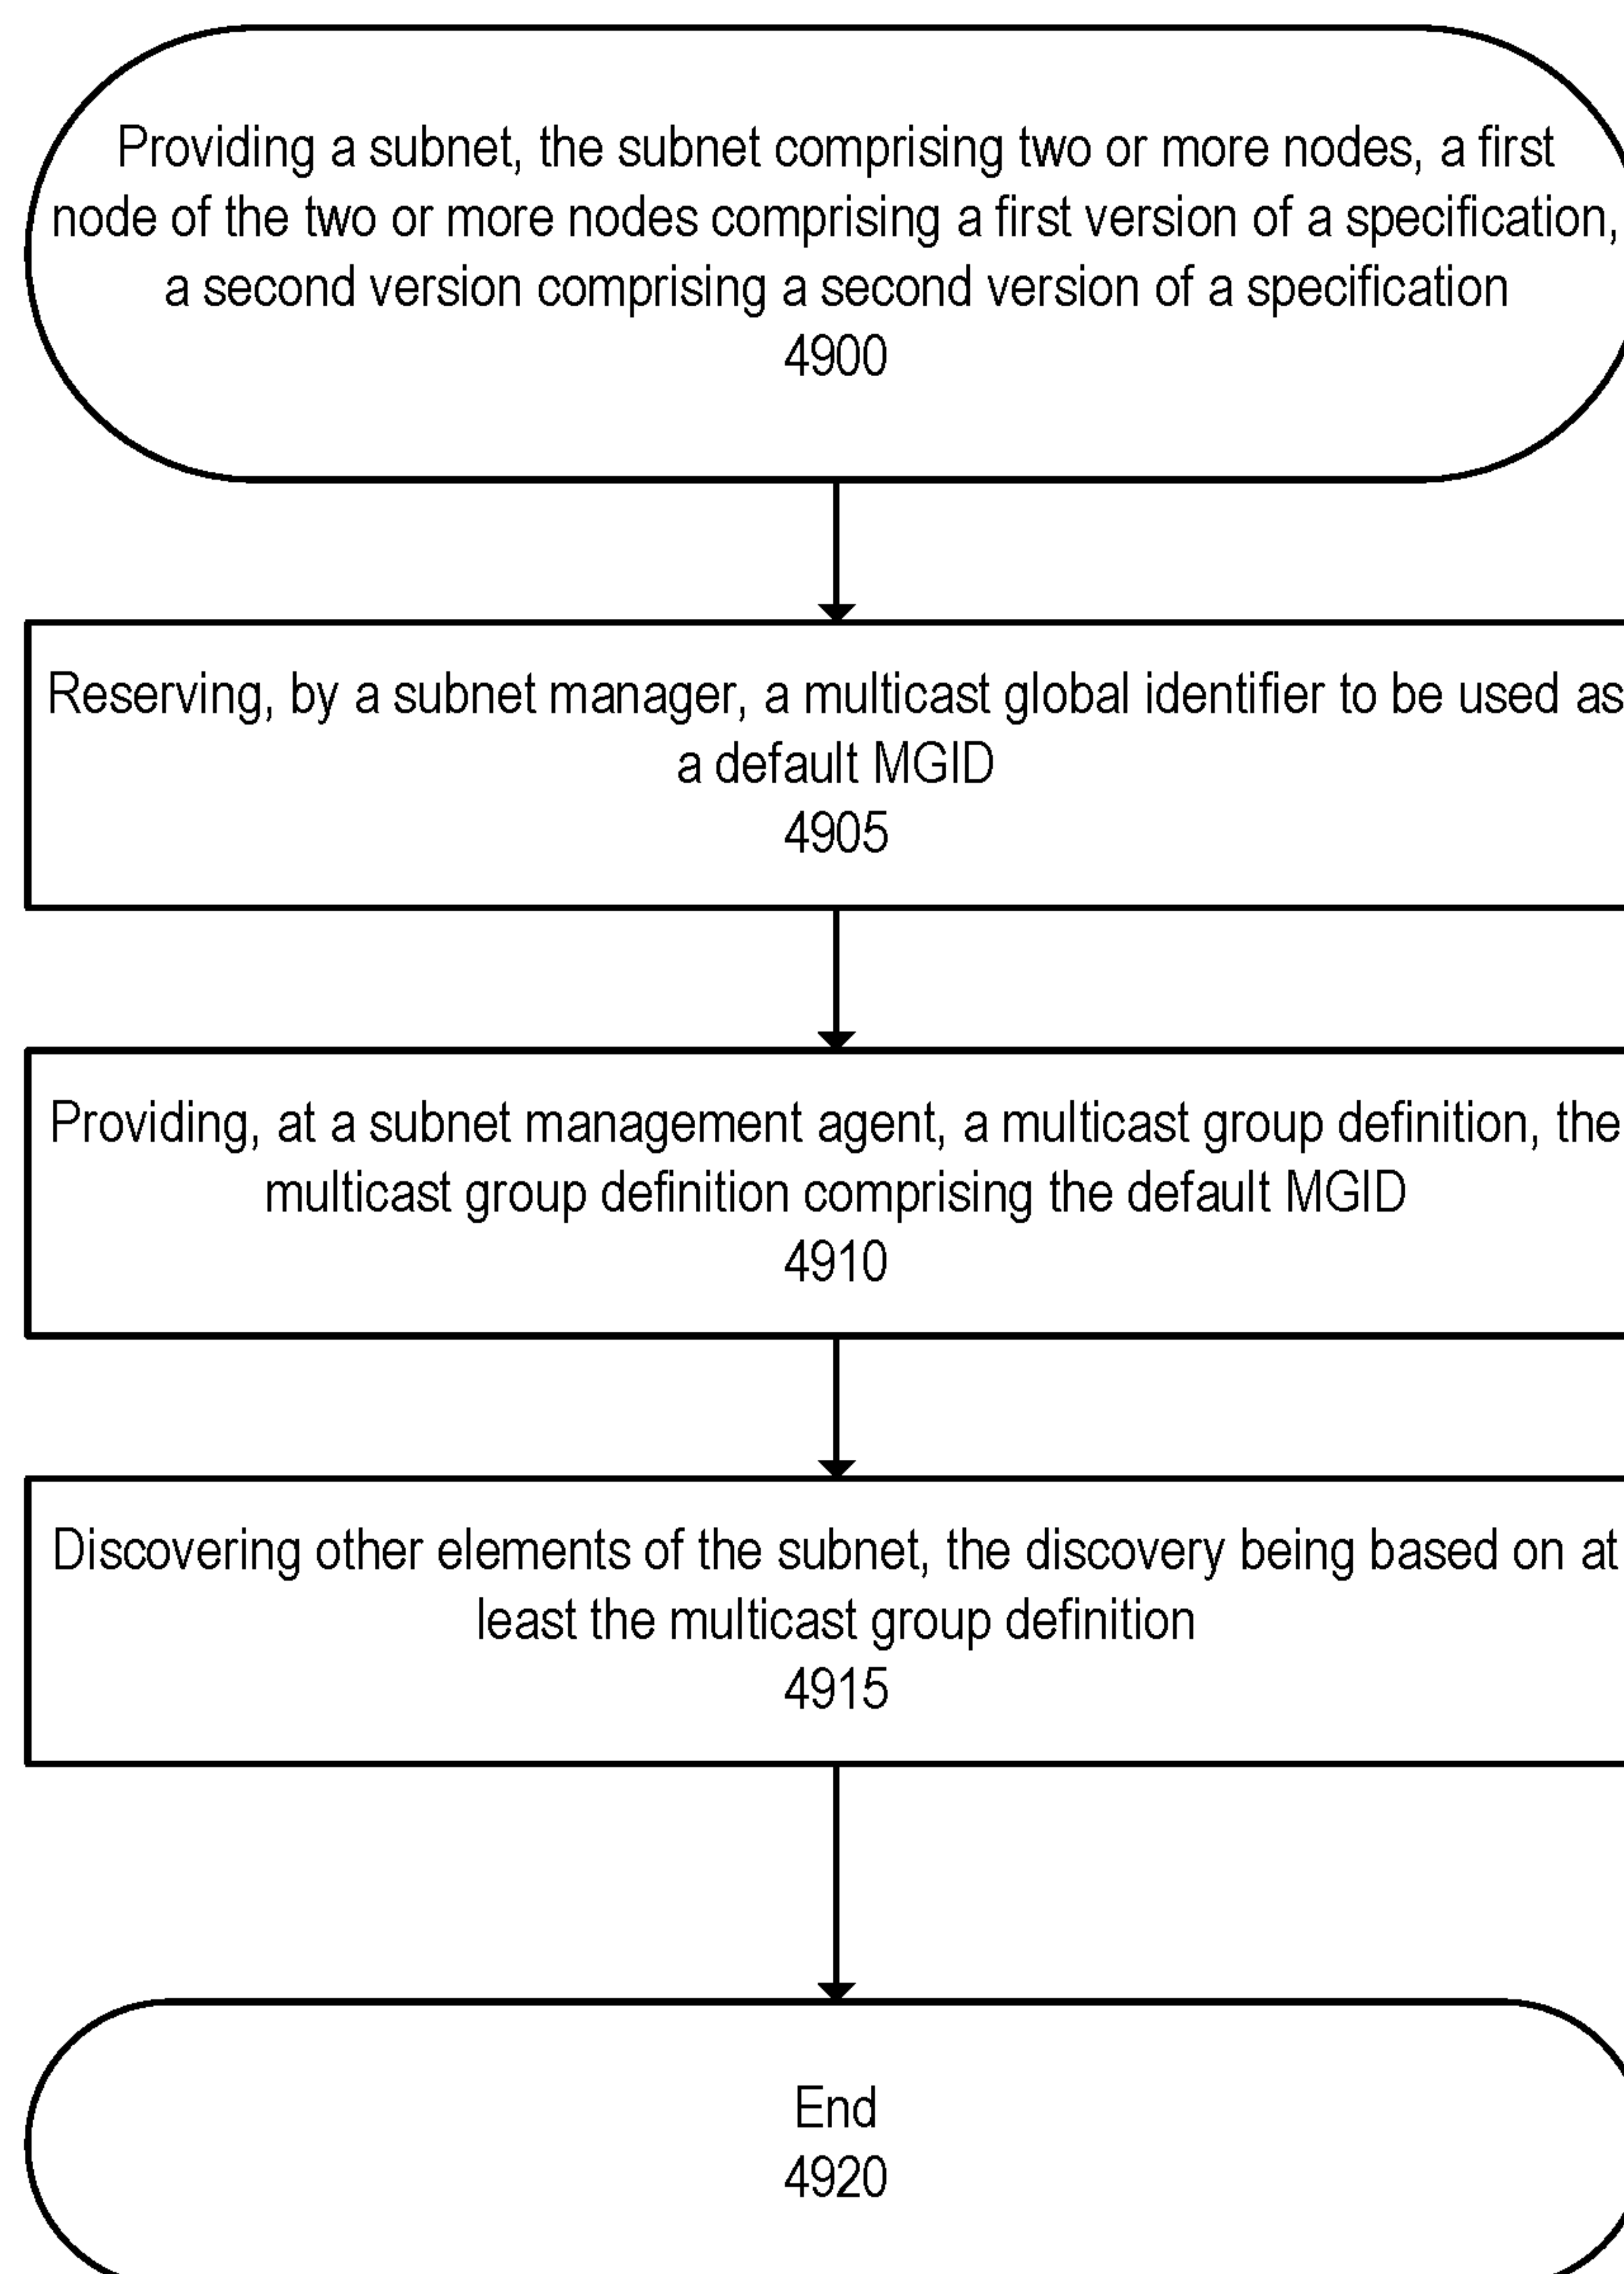 Providing a subnet, the subnet comprising two or more nodes, a first
node of the two or more nodes comprising a first version of a specification,
a second version comprising a second version of a specification
4900
Reserving, by a subnet manager, a multicast global identifier to be used as
a default MGID
4905
Providing, at a subnet management agent, a multicast group definition, the
multicast group definition comprising the default MGID
4910
Discovering other elements of the subnet, the discovery being based on at
least the multicast group definition
4915
End
4920